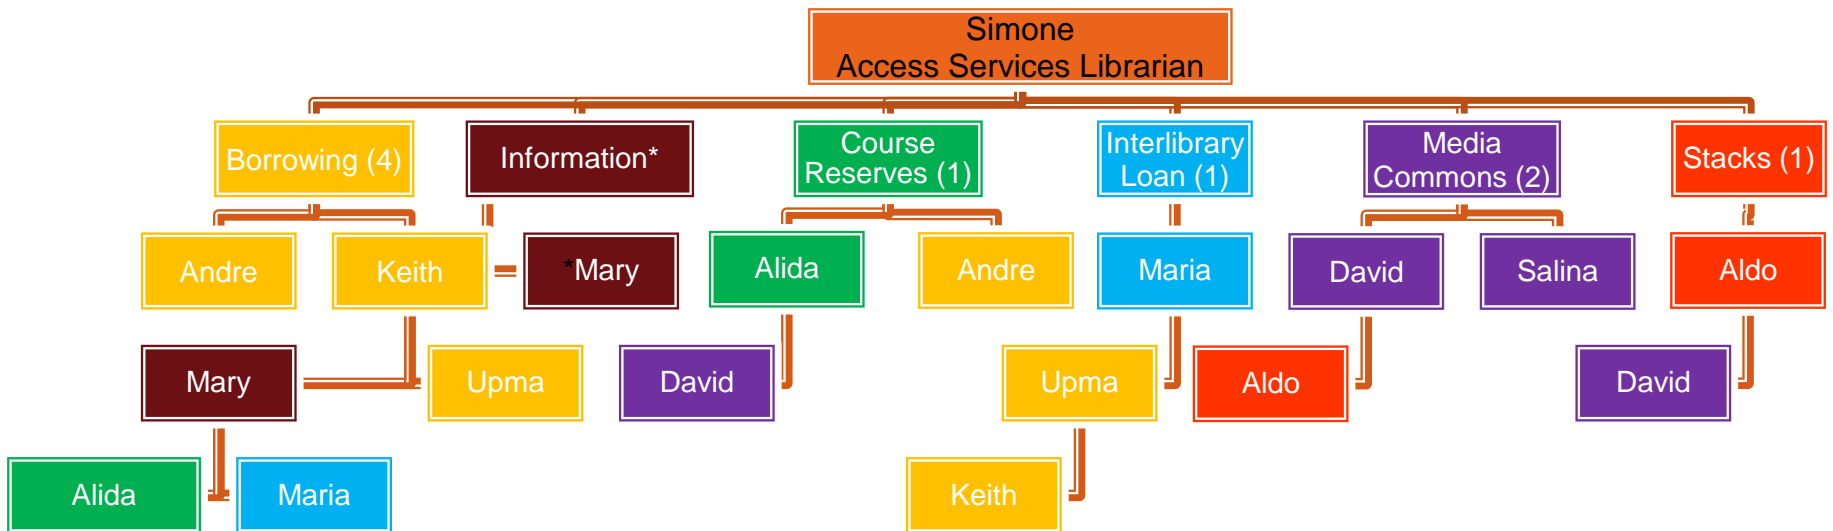 Simone
Access Services Librarian
Borrowing (4)
Information*
Course
Reserves (1)
Interlibrary
Loan (1)
Media
Commons (2)
Stacks (1)
Andre
Keith
*Mary
Alida
Andre
Maria
David
Salina
Aldo
Mary
Upma
David
Upma
Aldo
David
Alida
Maria
Keith